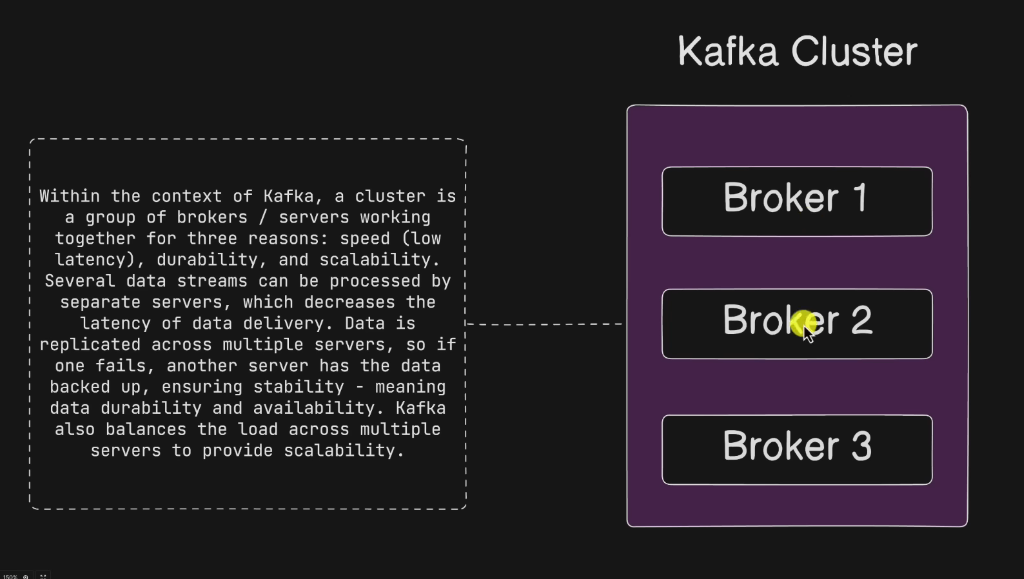 Kafka Cluster
Within the context of Kafka, a cluster is
a group of brokers / servers working
together for three reasons: speed (low
latency), durability, and scalability.
Several data streams can be processed by
separate servers, which decreases the
latency of data delivery. Data is
replicated across multiple servers, so if
one fails, another server has the data
backed up, ensuring stability - meaning
data durability and availability. Kafka
also balances the load across multiple
servers to provide scalability.
Broker 1
Broker 2
Broker 3
150%